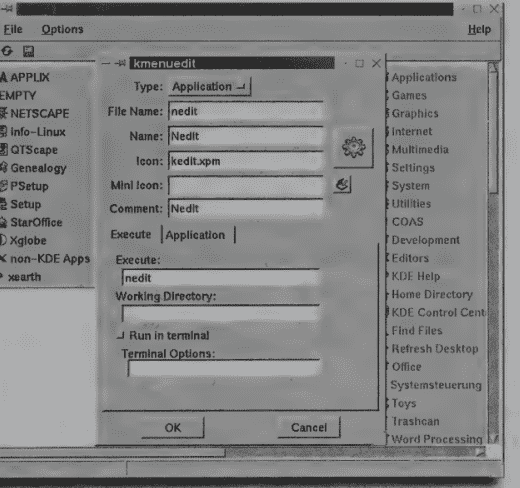 File Options Help
kmenuedit
Type: Application
File Name: nedit
Name: Nedit
Icon: kedit.xpm
Mini Icon:
Comment: Nedit
Execute Application
Execute:
nedit
Working Directory:
Run in terminal
Terminal Options:
OK Cancel
APPLIX
EMPTY
NETSCAPE
info-Linux
QTScape
Genealogy
PSetup
Setup
StarOffice
Xglobe
non-KDE Apps
xearth
Applications
Games
Graphics
Internet
Multimedia
Settings
System
Utilities
COAS
Development
Editors
KDE Help
Home Directory
KDE Control Cent
Find Files
Refresh Desktop
Office
Systemsteuerung
Toys
Trashcan
Word Processing